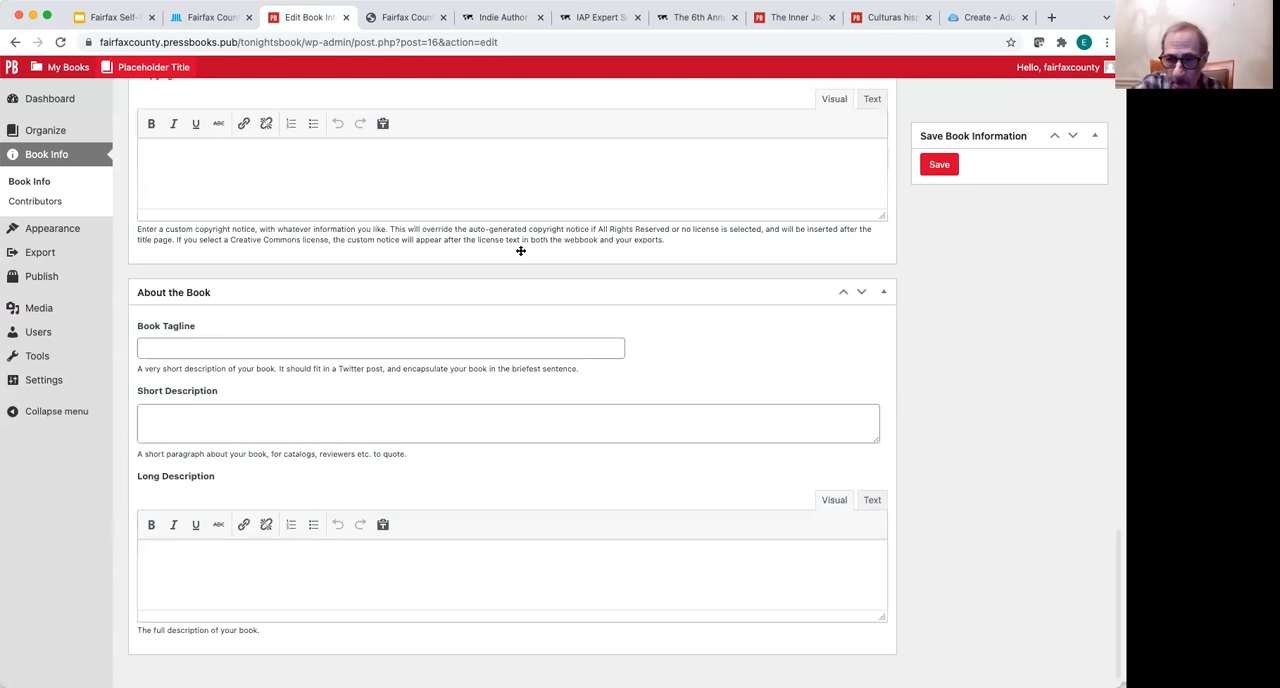 Fairfax Self-
Fairfax Coun
Edit Book In
Fairfax Count
Indie Author
IAP Expert S
The 6th Ann
The Inner Jo
Culturas his
Create - Adu
fairfaxcounty.pressbooks.pub/tonightsbook/wp-admin/post.php?post=16&action=edit
E
PB My Books Placeholder Title Hello, fairfaxcounty
Dashboard
Organize
Book Info
Book Info
Contributors
Appearance
Export
Publish
Media
Users
Tools
Settings
Collapse menu
Visual Text
B I U ABC
Enter a custom copyright notice, with whatever information you like. This will override the auto-generated copyright notice if All Rights Reserved or no license is selected, and will be inserted after the
title page. If you select a Creative Commons license, the custom notice will appear after the license text in both the webbook and your exports.
About the Book
Book Tagline
A very short description of your book. It should fit in a Twitter post, and encapsulate your book in the briefest sentence.
Short Description
A short paragraph about your book, for catalogs, reviewers etc. to quote.
Long Description
Visual Text
B I U ABC
The full description of your book.
Save Book Information
Save